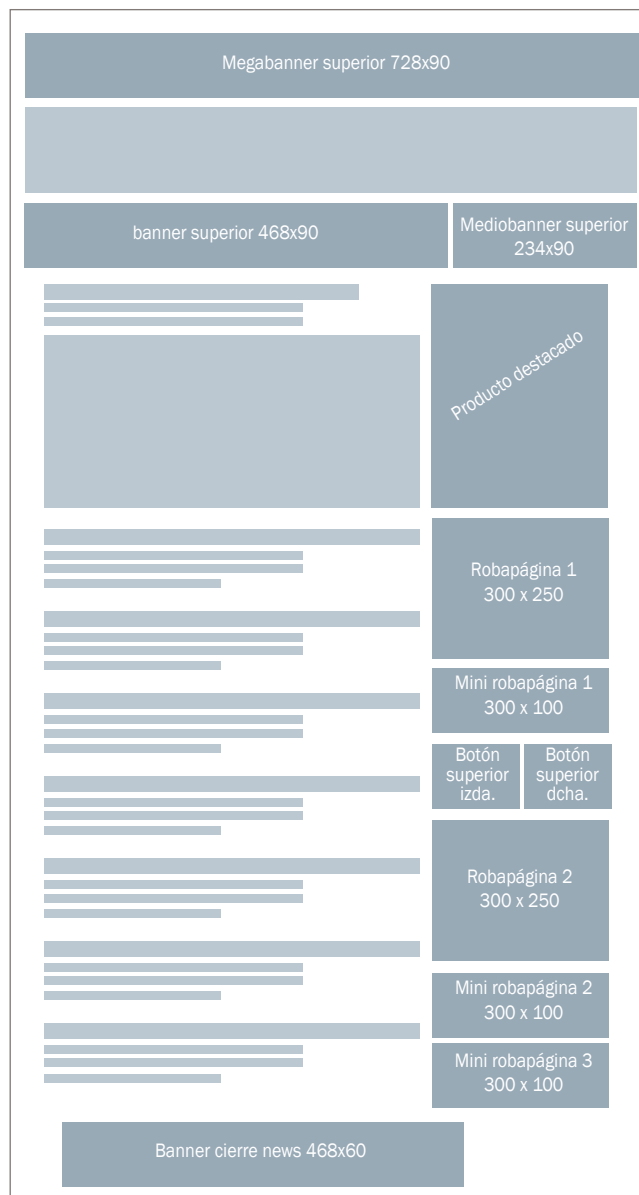 Megabanner superior 728x90
banner superior 468x90
Mediobanner superior
234x90
Producto destacado
Robapágina 1
300 x 250
Mini robapágina 1
300 x 100
Botón
superior
izda.
Botón
superior
dcha.
Robapágina 2
300 x 250
Mini robapágina 2
300 x 100
Mini robapágina 3
300 x 100
Banner cierre news 468x60